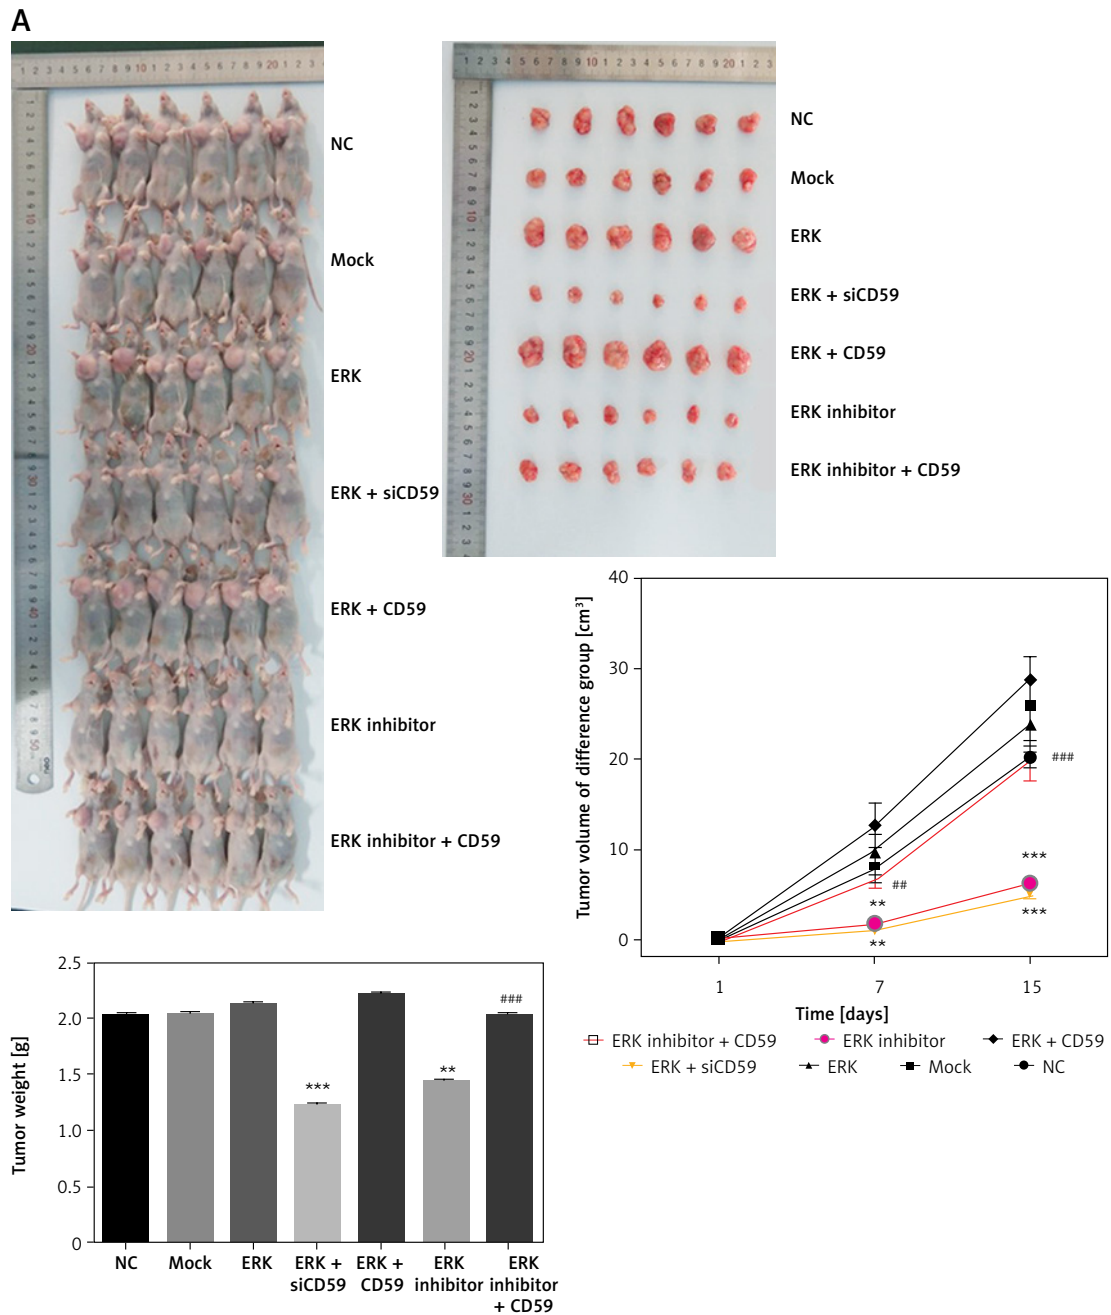 A
NC
Mock
ERK
ERK + siCD59
ERK + CD59
ERK inhibitor
ERK inhibitor + CD59
NC
Mock
ERK
ERK + siCD59
ERK + CD59
ERK inhibitor
ERK inhibitor + CD59
Tumor volume of difference group [cm³]
40
30
20
10
0
###
##
**
**
***
***
1 7 15
Time [days]
ERK inhibitor + CD59 ERK inhibitor ERK + CD59
ERK + siCD59 ERK Mock NC
Tumor weight [g]
2.5
2.0
1.5
1.0
0.5
0
***
**
###
NC Mock ERK ERK + ERK + ERK ERK
siCD59 CD59 inhibitor inhibitor
+ CD59